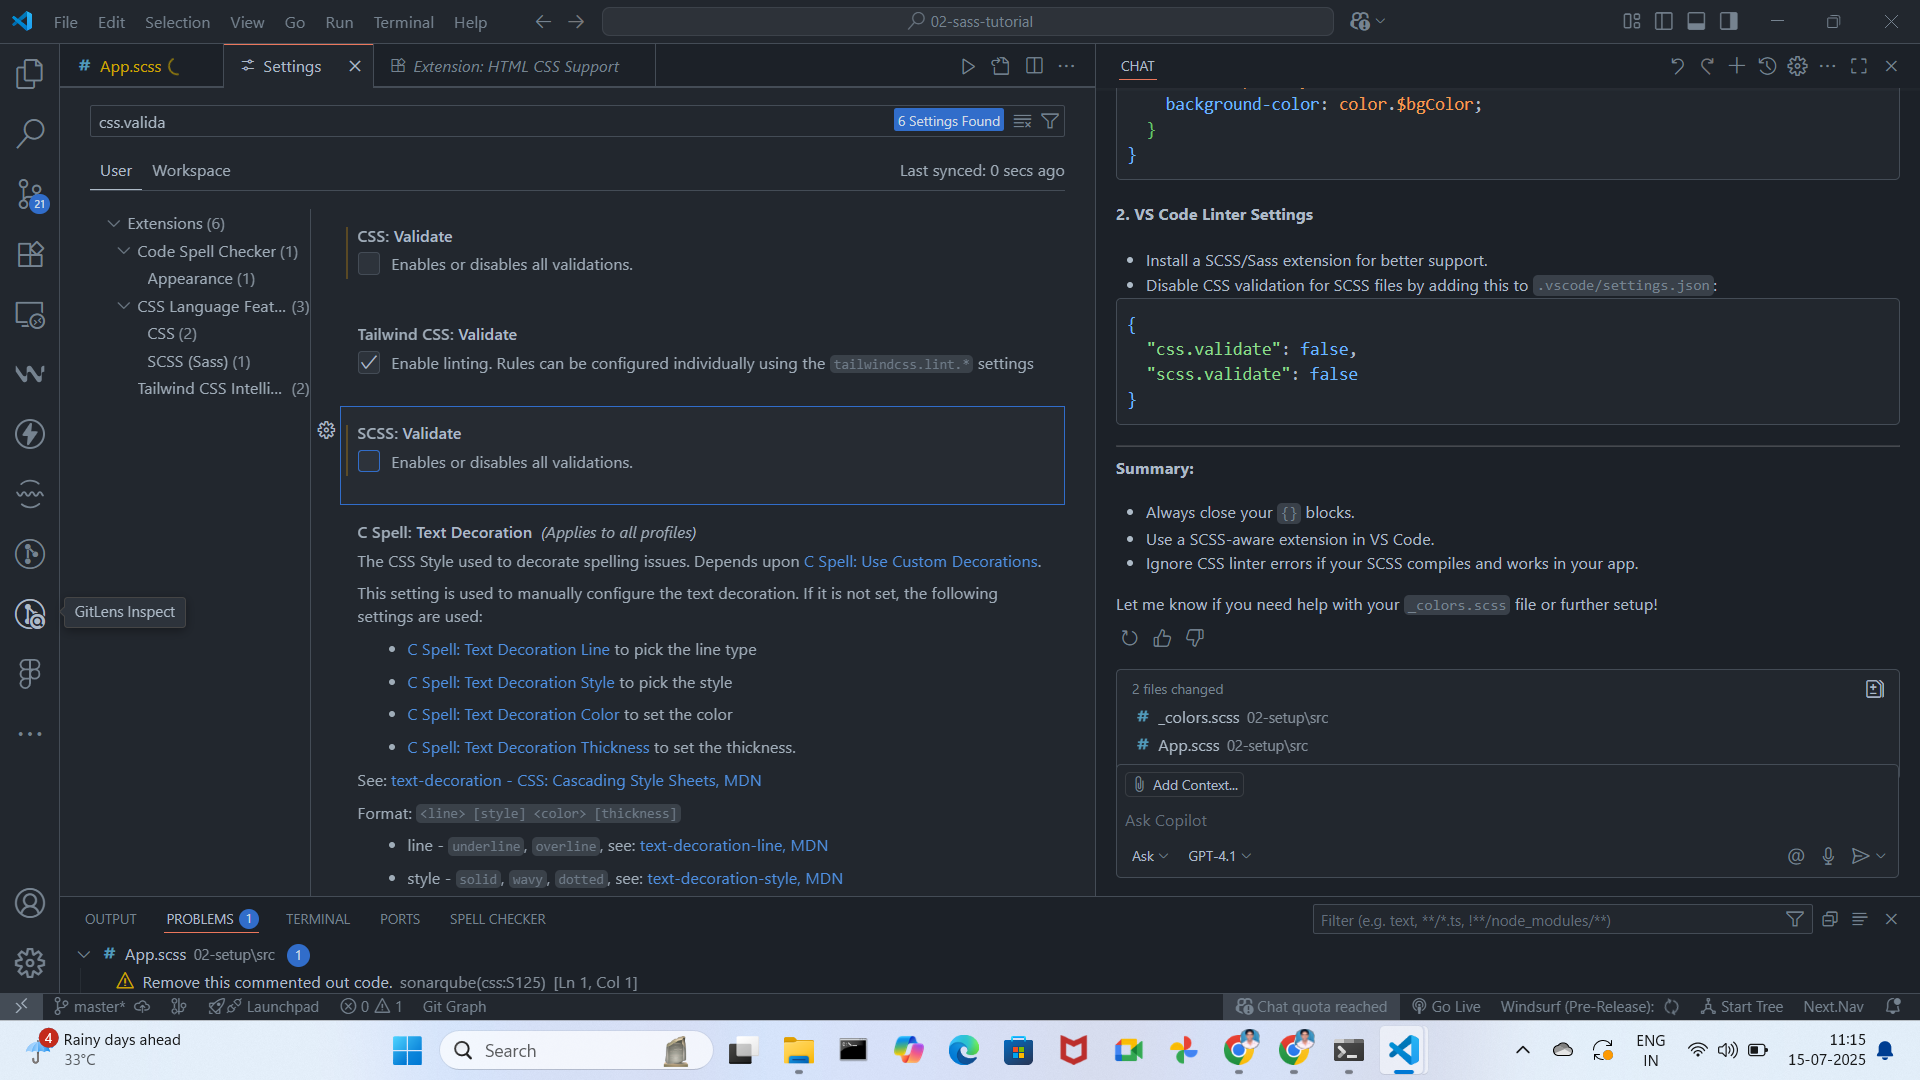 File Edit Selection View Go Run Terminal Help
02-sass-tutorial
# App.scss
Settings
Extension: HTML CSS Support
css.valida
6 Settings Found
User
Workspace
Last synced: 0 secs ago
Extensions (6)
Code Spell Checker (1)
Appearance (1)
CSS Language Feat... (3)
CSS (2)
SCSS (Sass) (1)
Tailwind CSS Intelli... (2)
21
GitLens Inspect
CSS: Validate
Enables or disables all validations.
Tailwind CSS: Validate
Enable linting. Rules can be configured individually using the tailwindcss.lint.* settings
SCSS: Validate
Enables or disables all validations.
C Spell: Text Decoration (Applies to all profiles)
The CSS Style used to decorate spelling issues. Depends upon C Spell: Use Custom Decorations.
This setting is used to manually configure the text decoration. If it is not set, the following
settings are used:
• C Spell: Text Decoration Line to pick the line type
• C Spell: Text Decoration Style to pick the style
• C Spell: Text Decoration Color to set the color
• C Spell: Text Decoration Thickness to set the thickness.
See: text-decoration - CSS: Cascading Style Sheets, MDN
Format: <line> [style] <color> [thickness]
• line - underline, overline, see: text-decoration-line, MDN
• style - solid, wavy, dotted, see: text-decoration-style, MDN
CHAT
background-color: color.$bgColor;
}
}
2. VS Code Linter Settings
• Install a SCSS/Sass extension for better support.
• Disable CSS validation for SCSS files by adding this to .vscode/settings.json:
{
"css.validate": false,
"scss.validate": false
}
Summary:
• Always close your {} blocks.
• Use a SCSS-aware extension in VS Code.
• Ignore CSS linter errors if your SCSS compiles and works in your app.
Let me know if you need help with your _colors.scss file or further setup!
2 files changed
# _colors.scss 02-setup\src
# App.scss 02-setup\src
Add Context...
Ask Copilot
Ask
GPT-4.1
OUTPUT
PROBLEMS 1
TERMINAL
PORTS
SPELL CHECKER
Filter (e.g. text, **/*.ts, !**/node_modules/**)
# App.scss 02-setup\src 1
Remove this commented out code. sonarqube(css:S125) [Ln 1, Col 1]
master*
Launchpad
0 1
Git Graph
Chat quota reached
Go Live
Windsurf (Pre-Release):
Start Tree
Next.Nav
4
Rainy days ahead
33°C
Search
ENG
IN
11:15
15-07-2025